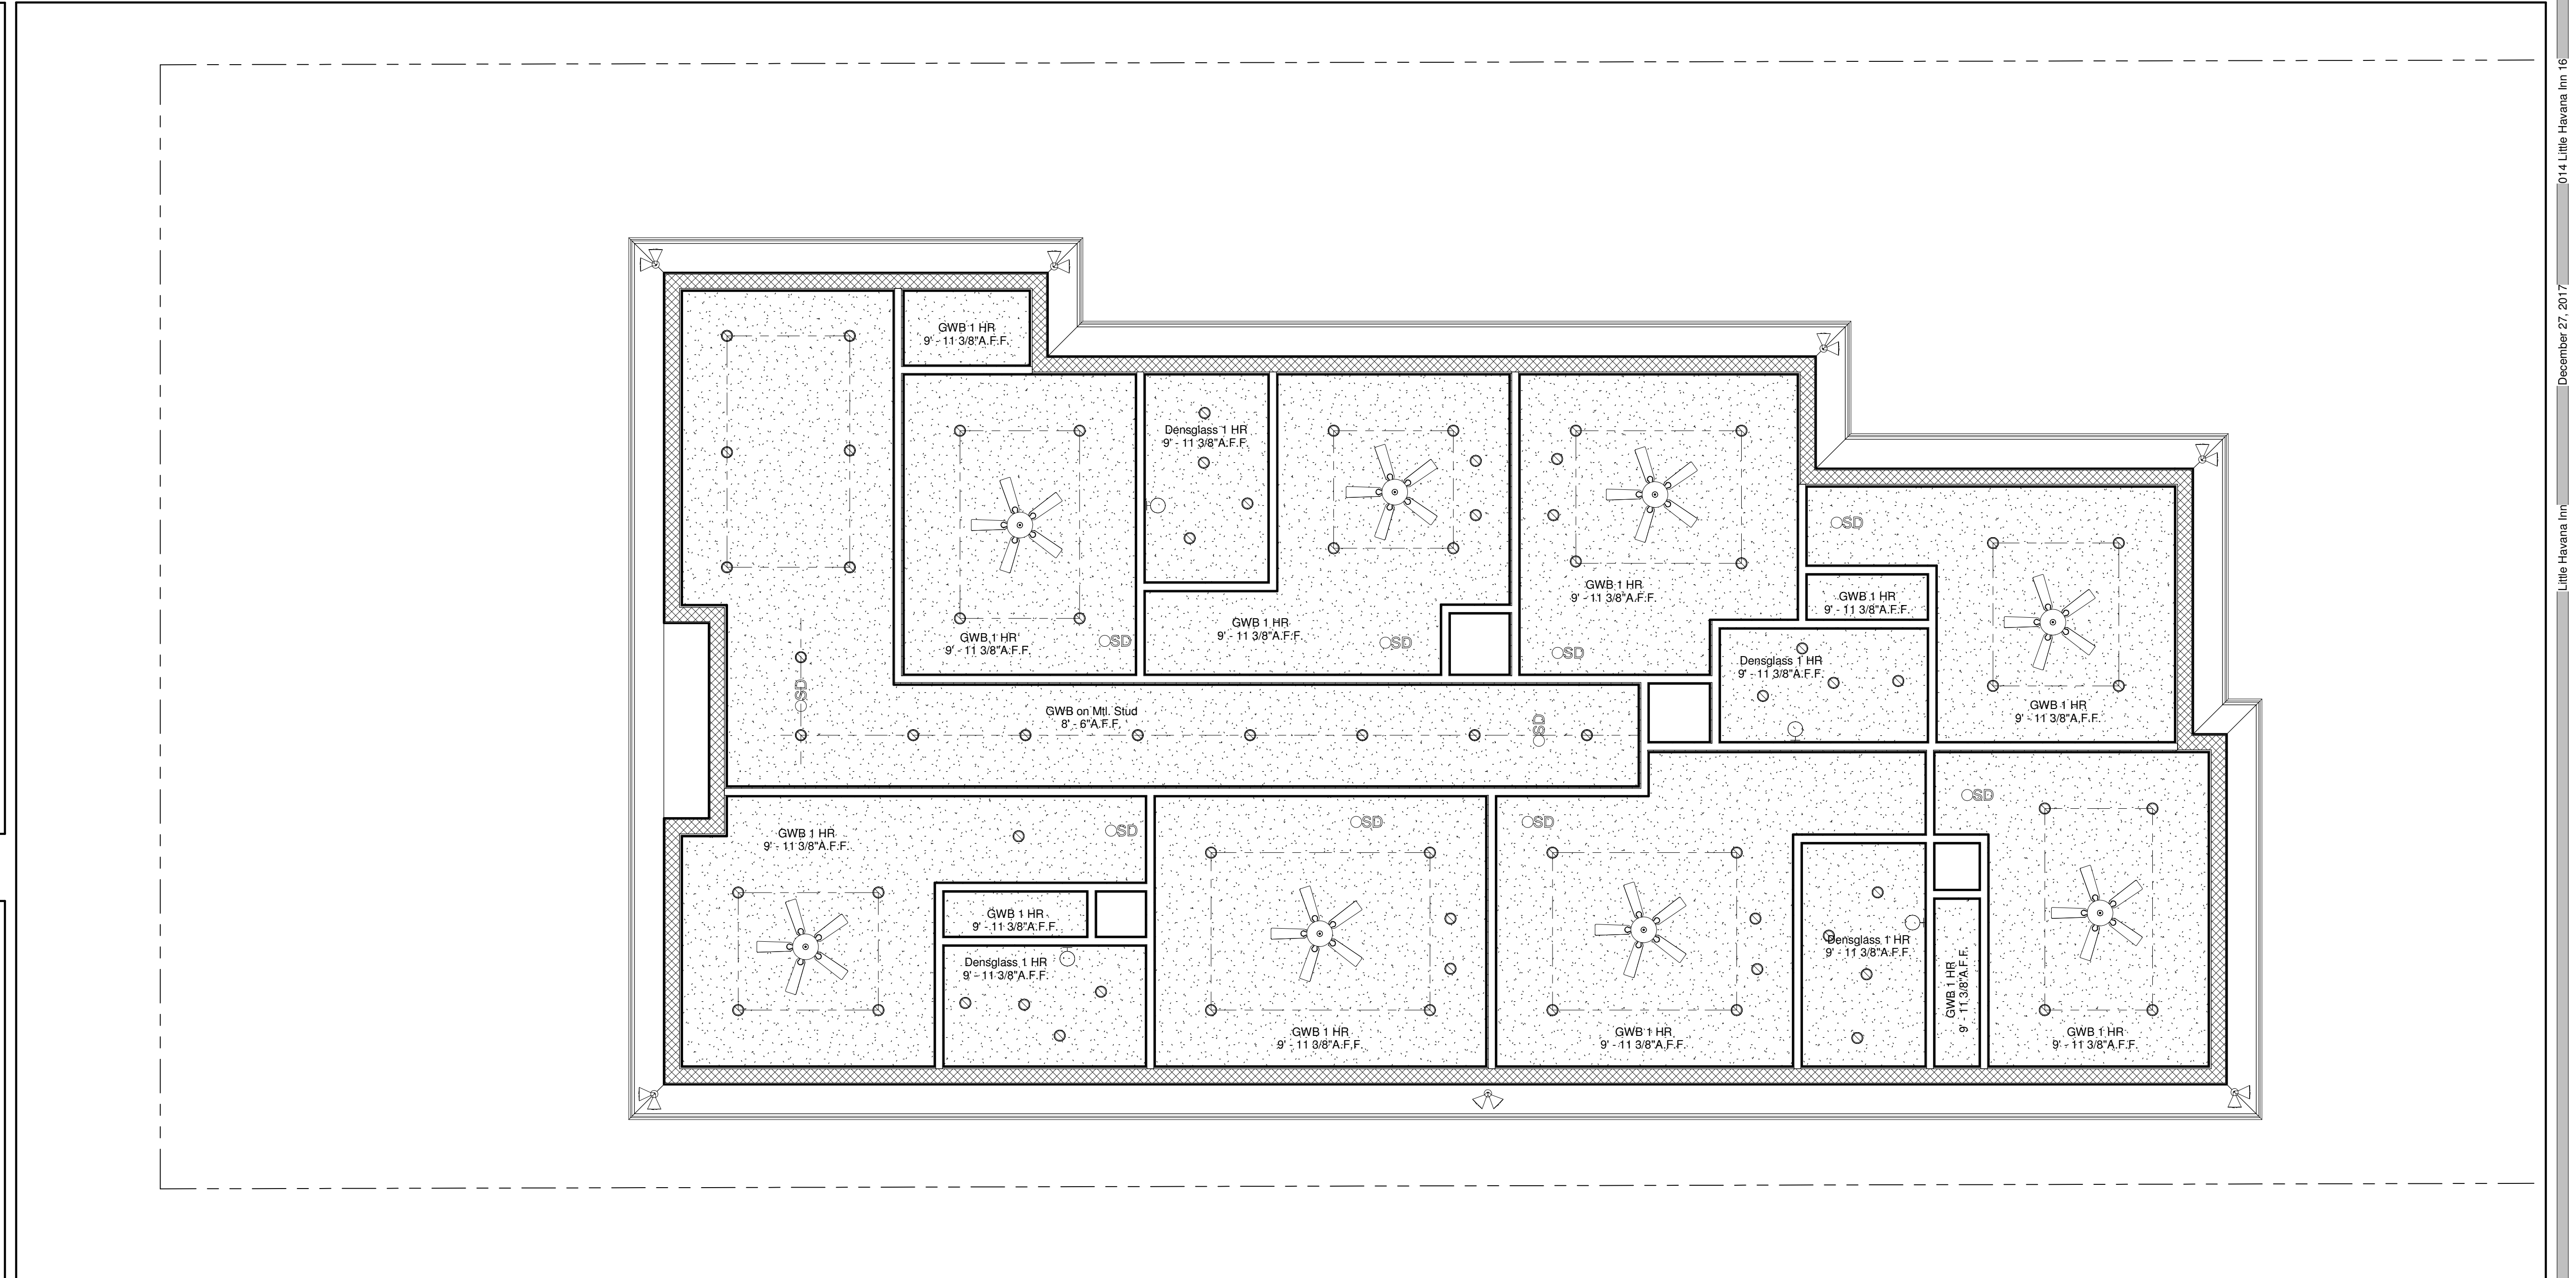 GWB 1 HR
9' - 11 3/8"A.F.F.
Densglass 1 HR
9' - 11 3/8"A.F.F.
GWB 1 HR
9' - 11 3/8"A.F.F.
SD
GWB 1 HR
9' - 11 3/8"A.F.F.
SD
GWB 1 HR
9' - 11 3/8"A.F.F.
SD
SD
GWB 1 HR
9' - 11 3/8"A.F.F.
Densglass 1 HR
9' - 11 3/8"A.F.F.
GWB 1 HR
9' - 11 3/8"A.F.F.
SD
GWB on Mtl. Stud
8' - 6"A.F.F.
SD
GWB 1 HR
9' - 11 3/8"A.F.F.
SD
SD
SD
SD
GWB 1 HR
9' - 11 3/8"A.F.F.
Densglass 1 HR
9' - 11 3/8"A.F.F.
Densglass 1 HR
9' - 11 3/8"A.F.F.
GWB 1 HR
9' - 11 3/8"A.F.F.
GWB 1 HR
9' - 11 3/8"A.F.F.
GWB 1 HR
9' - 11 3/8"A.F.F.
GWB 1 HR
9' - 11 3/8"A.F.F.
014 Little Havana Inn 16
December 27, 2017
Little Havana Inn